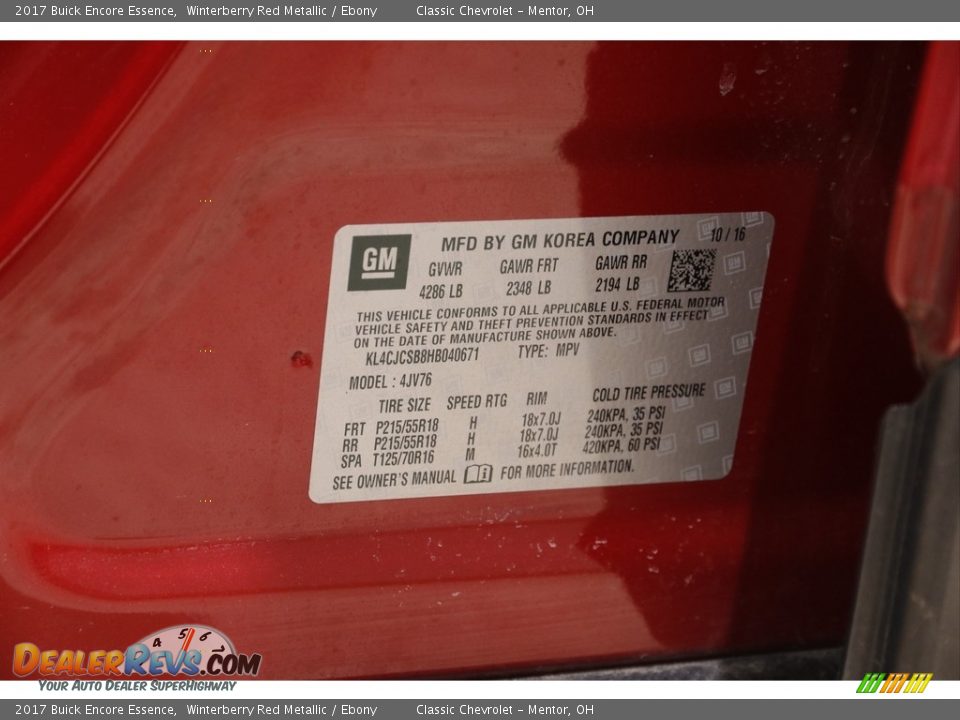 2017 Buick Encore Essence, Winterberry Red Metallic / Ebony Classic Chevrolet – Mentor, OH
GM
MFD BY GM KOREA COMPANY 10 / 16
GVWR GAWR FRT GAWR RR
4286 LB 2348 LB 2194 LB
THIS VEHICLE CONFORMS TO ALL APPLICABLE U.S. FEDERAL MOTOR
VEHICLE SAFETY AND THEFT PREVENTION STANDARDS IN EFFECT
ON THE DATE OF MANUFACTURE SHOWN ABOVE.
KL4CJCSB8HB040671 TYPE: MPV
MODEL : 4JV76
TIRE SIZE SPEED RTG RIM COLD TIRE PRESSURE
FRT P215/55R18 H 18x7.0J 240KPA, 35 PSI
RR P215/55R18 H 18x7.0J 240KPA, 35 PSI
SPA T125/70R16 M 16x4.0T 420KPA, 60 PSI
SEE OWNER'S MANUAL FOR MORE INFORMATION.
4 5 6
DEALERREVS.COM
YOUR AUTO DEALER SUPERHIGHWAY
2017 Buick Encore Essence, Winterberry Red Metallic / Ebony Classic Chevrolet – Mentor, OH